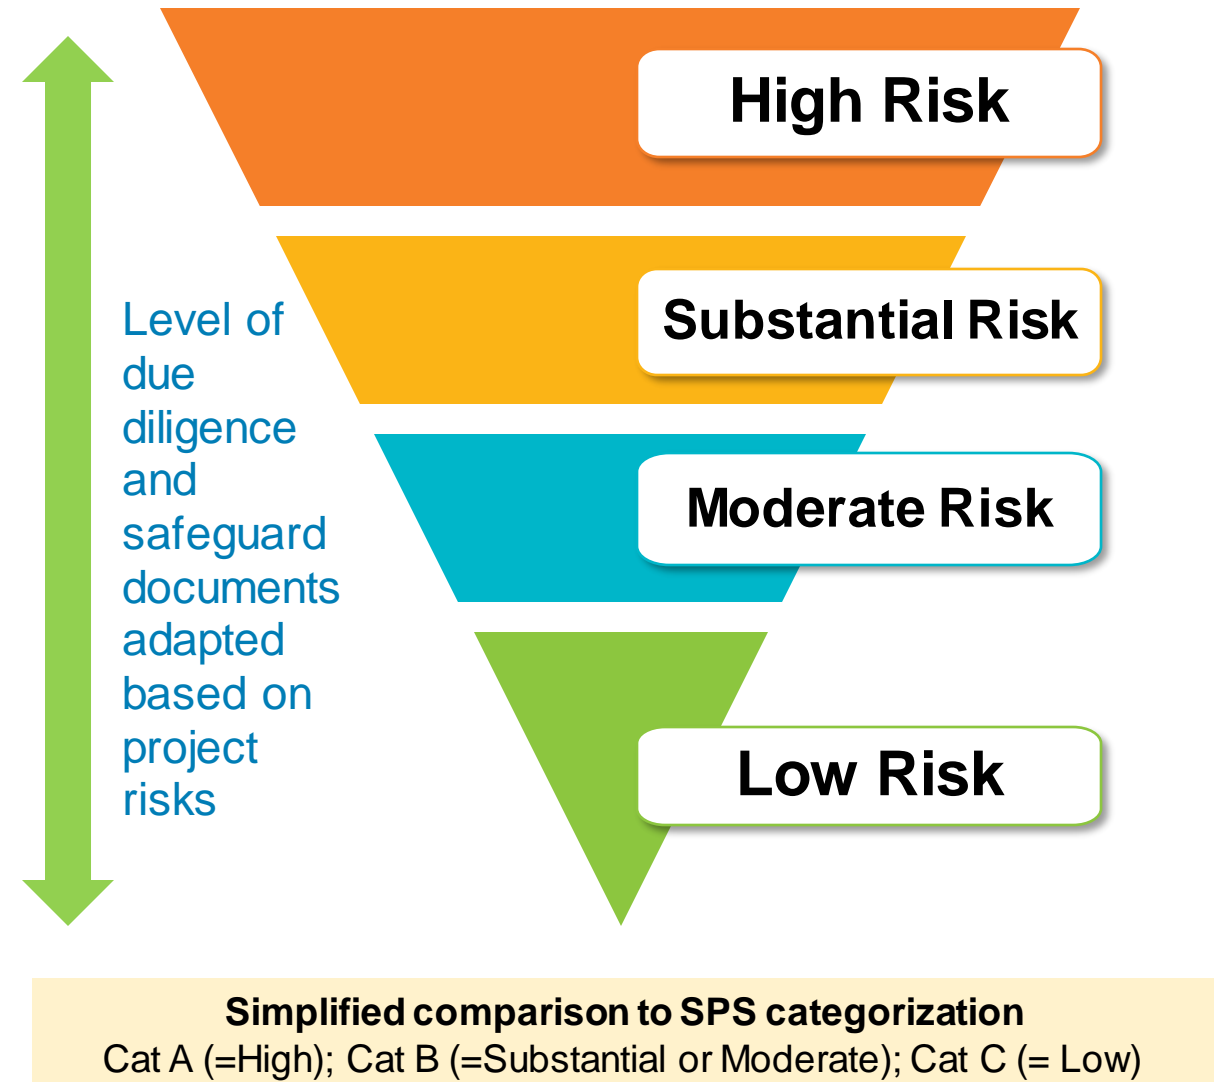 High Risk
Substantial Risk
Level of
due
diligence
and
safeguard
documents
adapted
based on
project
risks
Moderate Risk
Low Risk
Simplified comparison to SPS categorization
Cat A (=High); Cat B (=Substantial or Moderate); Cat C (= Low)